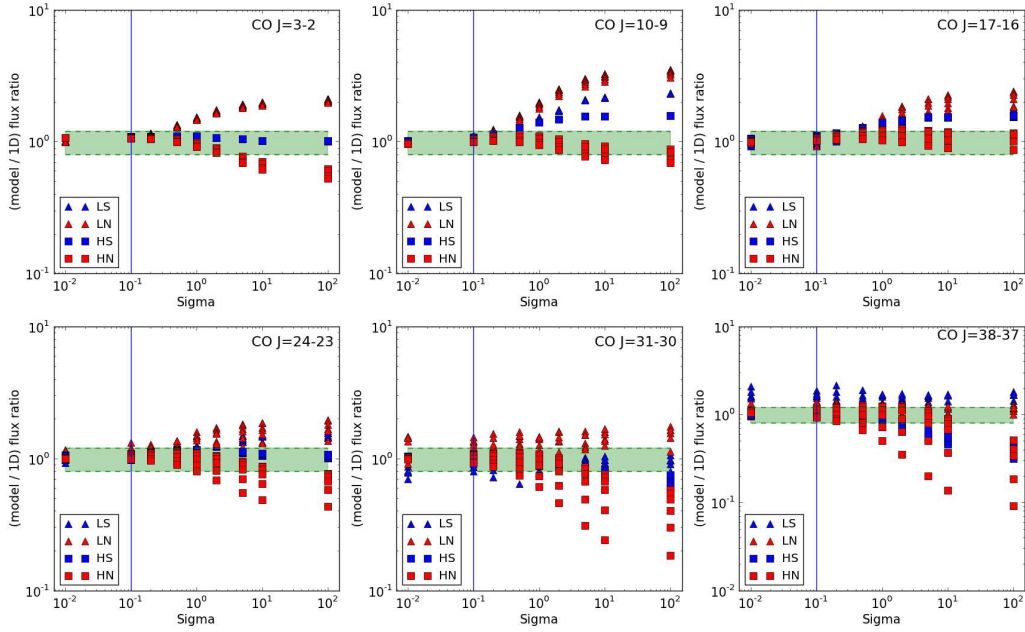 CO J=3-2
(model / 1D) flux ratio
10^1
10^0
10^-1
LS
LN
HS
HN
10^-2 10^-1 10^0 10^1 10^2
Sigma
CO J=10-9
(model / 1D) flux ratio
10^1
10^0
10^-1
LS
LN
HS
HN
10^-2 10^-1 10^0 10^1 10^2
Sigma
CO J=17-16
(model / 1D) flux ratio
10^1
10^0
10^-1
LS
LN
HS
HN
10^-2 10^-1 10^0 10^1 10^2
Sigma
CO J=24-23
(model / 1D) flux ratio
10^1
10^0
10^-1
LS
LN
HS
HN
10^-2 10^-1 10^0 10^1 10^2
Sigma
CO J=31-30
(model / 1D) flux ratio
10^1
10^0
10^-1
LS
LN
HS
HN
10^-2 10^-1 10^0 10^1 10^2
Sigma
CO J=38-37
(model / 1D) flux ratio
10^1
10^0
10^-1
10^-2
LS
LN
HS
HN
10^-2 10^-1 10^0 10^1 10^2
Sigma